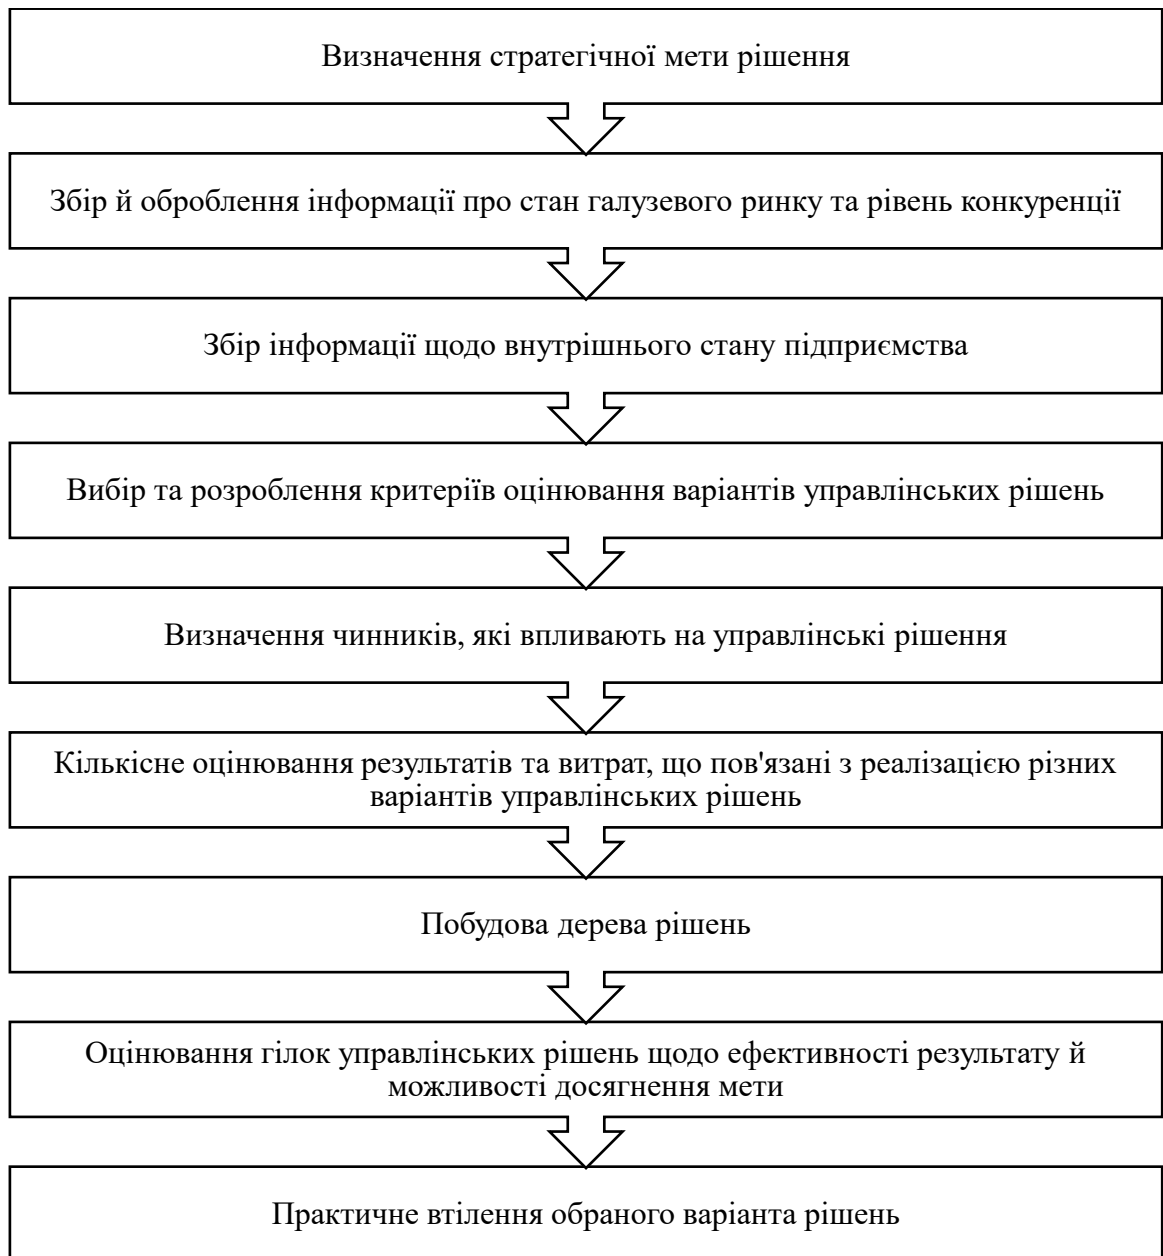 Визначення стратегічної мети рішення
Збір й оброблення інформації про стан галузевого ринку та рівень конкуренції
Збір інформації щодо внутрішнього стану підприємства
Вибір та розроблення критеріїв оцінювання варіантів управлінських рішень
Визначення чинників, які впливають на управлінські рішення
Кількісне оцінювання результатів та витрат, що пов'язані з реалізацією різних
варіантів управлінських рішень
Побудова дерева рішень
Оцінювання гілок управлінських рішень щодо ефективності результату й
можливості досягнення мети
Практичне втілення обраного варіанта рішень